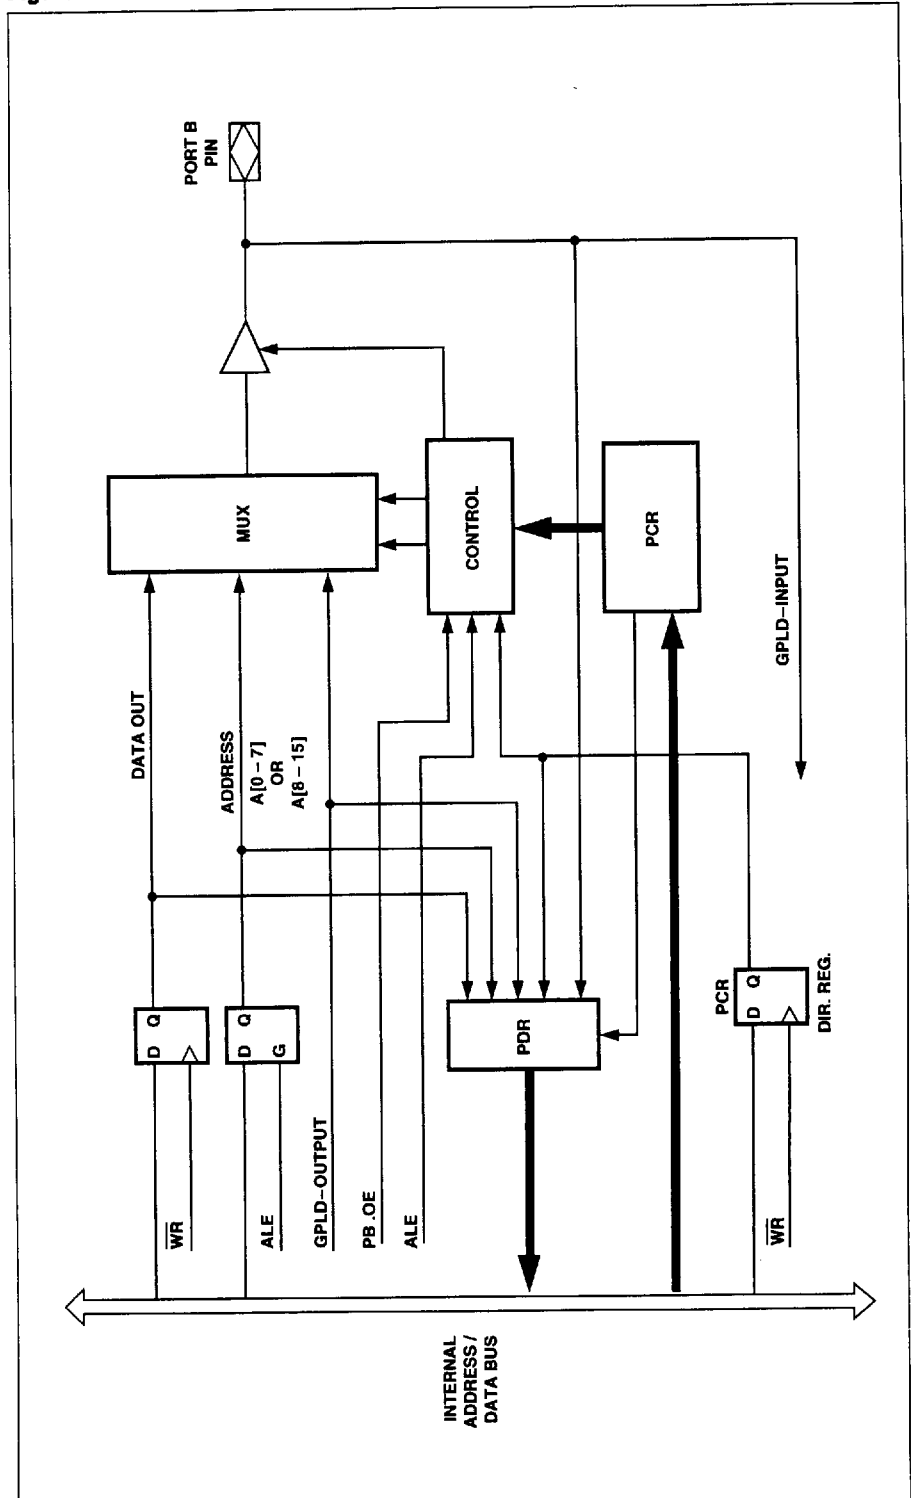 PORT B
PIN
MUX
CONTROL
PCR
DATA OUT
ADDRESS
A[0 – 7]
OR
A[8 – 15]
GPLD–INPUT
D Q
D Q
G
PDR
PCR
D Q
DIR. REG.
WR
ALE
GPLD–OUTPUT
PB .OE
ALE
WR
INTERNAL
ADDRESS /
DATA BUS